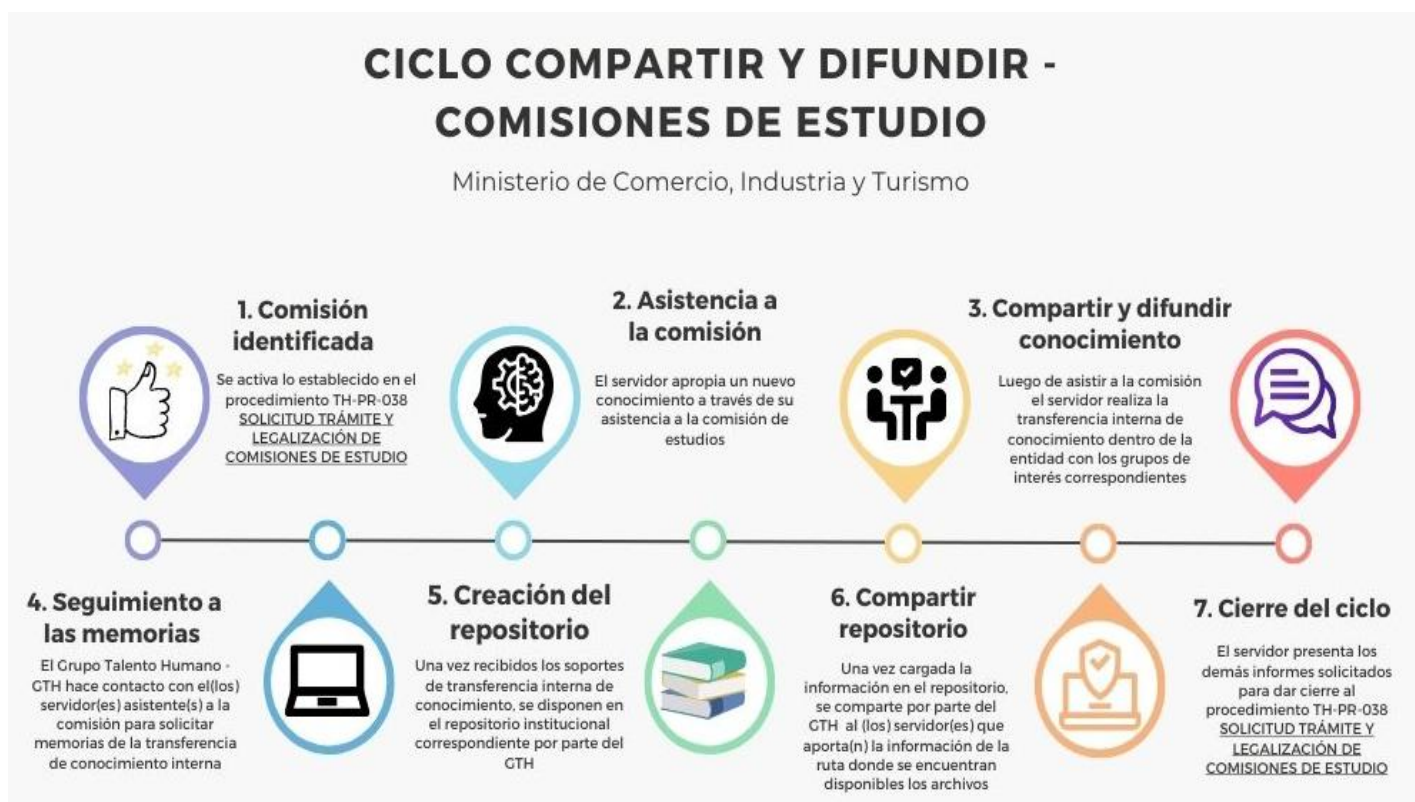 CICLO COMPARTIR Y DIFUNDIR -
COMISIONES DE ESTUDIO
Ministerio de Comercio, Industria y Turismo
1. Comisión
identificada
Se activa lo establecido en el
procedimiento TH-PR-038
SOLICITUD TRÁMITE Y
LEGALIZACIÓN DE
COMISIONES DE ESTUDIO
2. Asistencia a
la comisión
El servidor apropia un nuevo
conocimiento a través de su
asistencia a la comisión de
estudios
3. Compartir y difundir
conocimiento
Luego de asistir a la comisión
el servidor realiza la
transferencia interna de
conocimiento dentro de la
entidad con los grupos de
interés correspondientes
4. Seguimiento a
las memorias
El Grupo Talento Humano -
GTH hace contacto con el(los)
servidor(es) asistente(s) a la
comisión para solicitar
memorias de la transferencia
de conocimiento interna
5. Creación del
repositorio
Una vez recibidos los soportes
de transferencia interna de
conocimiento, se disponen en
el repositorio institucional
correspondiente por parte del
GTH
6. Compartir
repositorio
Una vez cargada la
información en el repositorio,
se comparte por parte del
GTH al (los) servidor(es) que
aporta(n) la información de la
ruta donde se encuentran
disponibles los archivos
7. Cierre del ciclo
El servidor presenta los
demás informes solicitados
para dar cierre al
procedimiento TH-PR-038
SOLICITUD TRÁMITE Y
LEGALIZACIÓN DE
COMISIONES DE ESTUDIO